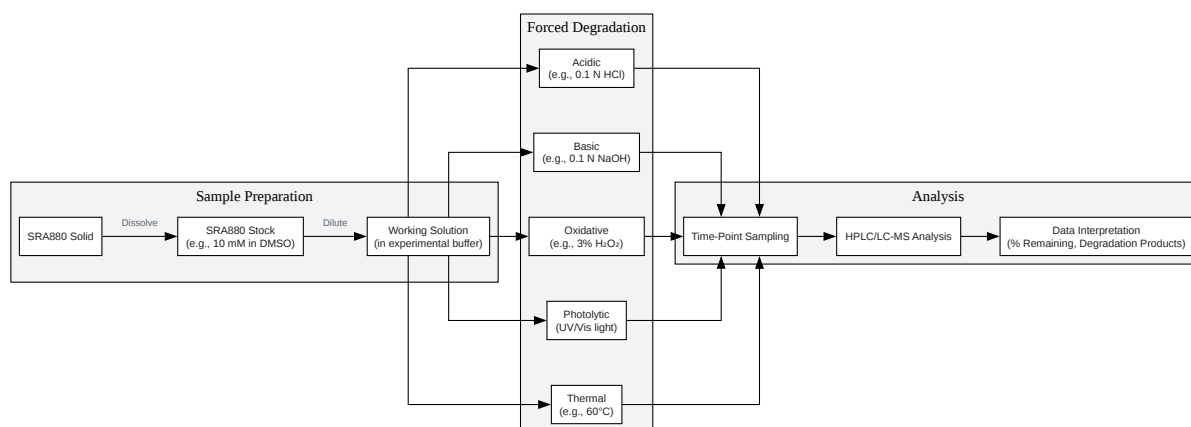 Forced Degradation
Acidic
(e.g., 0.1 N HCl)
Basic
(e.g., 0.1 N NaOH)
Sample Preparation
SRA880 Solid
Dissolve
SRA880 Stock
(e.g., 10 mM in DMSO)
Dilute
Working Solution
(in experimental buffer)
Oxidative
(e.g., 3% H₂O₂)
Photolytic
(UV/Vis light)
Thermal
(e.g., 60°C)
Analysis
Time-Point Sampling
HPLC/LC-MS Analysis
Data Interpretation
(% Remaining, Degradation Products)